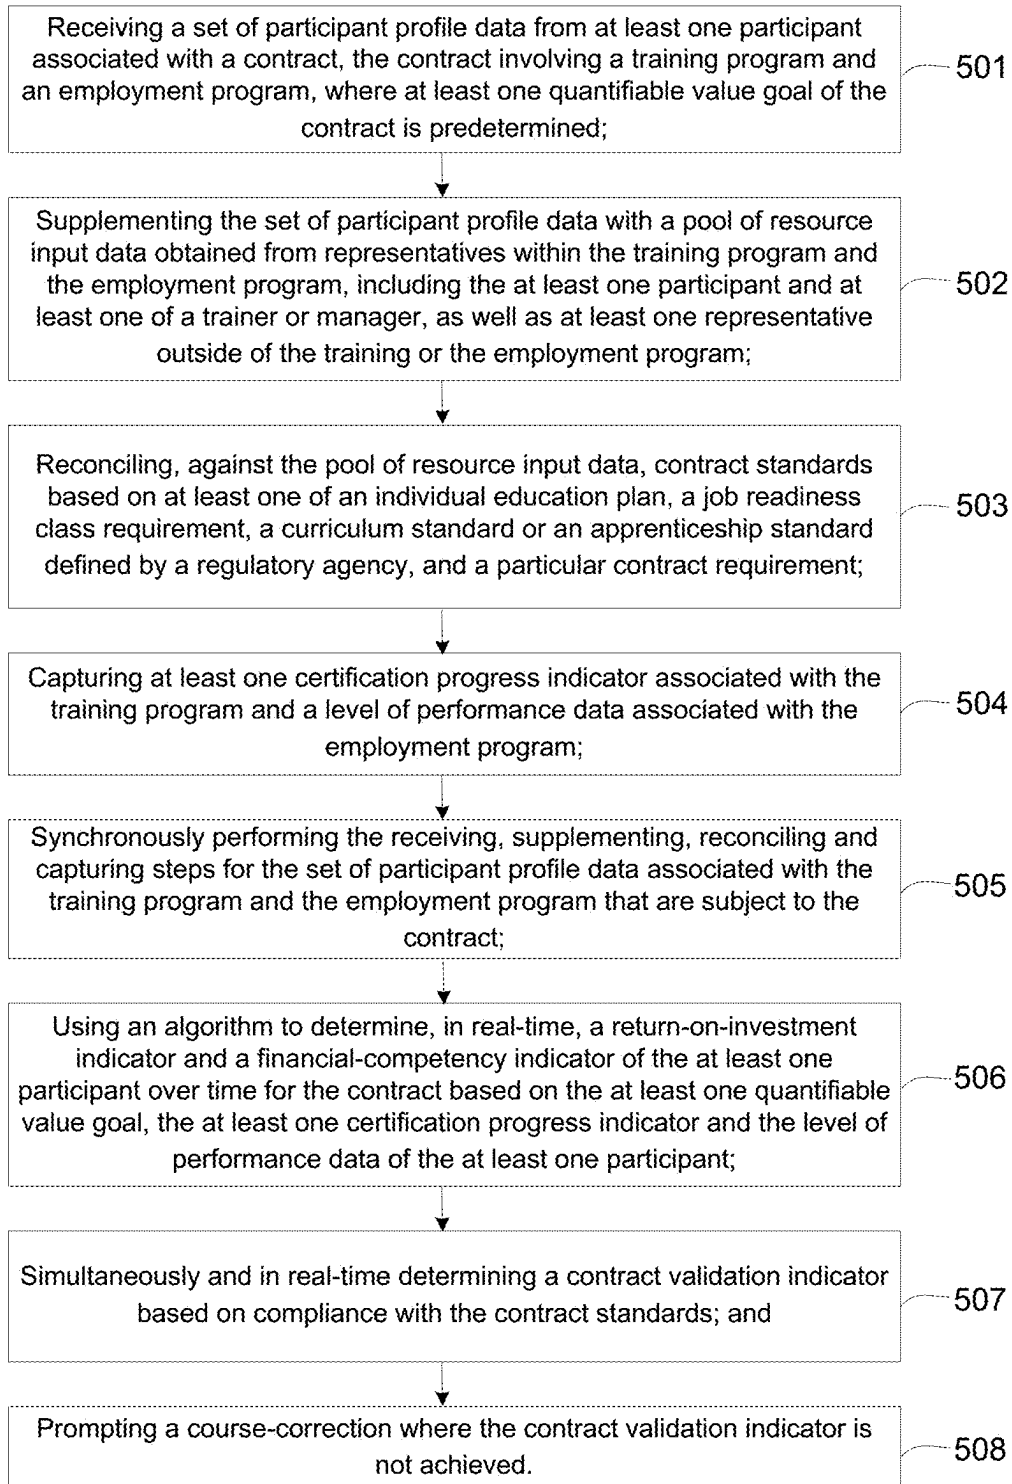 Receiving a set of participant profile data from at least one participant
associated with a contract, the contract involving a training program and
an employment program, where at least one quantifiable value goal of the
contract is predetermined;
501
Supplementing the set of participant profile data with a pool of resource
input data obtained from representatives within the training program and
the employment program, including the at least one participant and at
least one of a trainer or manager, as well as at least one representative
outside of the training or the employment program;
502
Reconciling, against the pool of resource input data, contract standards
based on at least one of an individual education plan, a job readiness
class requirement, a curriculum standard or an apprenticeship standard
defined by a regulatory agency, and a particular contract requirement;
503
Capturing at least one certification progress indicator associated with the
training program and a level of performance data associated with the
employment program;
504
Synchronously performing the receiving, supplementing, reconciling and
capturing steps for the set of participant profile data associated with the
training program and the employment program that are subject to the
contract;
505
Using an algorithm to determine, in real-time, a return-on-investment
indicator and a financial-competency indicator of the at least one
participant over time for the contract based on the at least one quantifiable
value goal, the at least one certification progress indicator and the level of
performance data of the at least one participant;
506
Simultaneously and in real-time determining a contract validation indicator
based on compliance with the contract standards; and
507
Prompting a course-correction where the contract validation indicator is
not achieved.
508